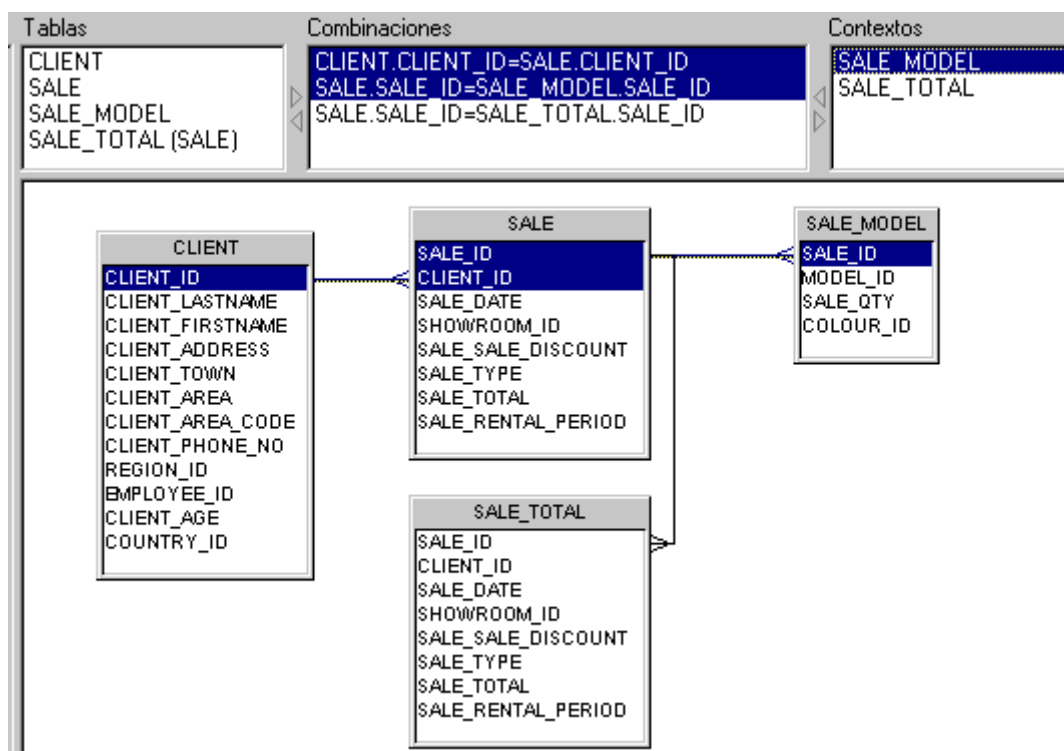 Tablas
CLIENT
SALE
SALE_MODEL
SALE_TOTAL (SALE)
Combinaciones
CLIENT.CLIENT_ID=SALE.CLIENT_ID
SALE.SALE_ID=SALE_MODEL.SALE_ID
SALE.SALE_ID=SALE_TOTAL.SALE_ID
Contextos
SALE_MODEL
SALE_TOTAL
CLIENT
CLIENT_ID
CLIENT_LASTNAME
CLIENT_FIRSTNAME
CLIENT_ADDRESS
CLIENT_TOWN
CLIENT_AREA
CLIENT_AREA_CODE
CLIENT_PHONE_NO
REGION_ID
EMPLOYEE_ID
CLIENT_AGE
COUNTRY_ID
SALE
SALE_ID
CLIENT_ID
SALE_DATE
SHOWROOM_ID
SALE_SALE_DISCOUNT
SALE_TYPE
SALE_TOTAL
SALE_RENTAL_PERIOD
SALE_MODEL
SALE_ID
MODEL_ID
SALE_QTY
COLOUR_ID
SALE_TOTAL
SALE_ID
CLIENT_ID
SALE_DATE
SHOWROOM_ID
SALE_SALE_DISCOUNT
SALE_TYPE
SALE_TOTAL
SALE_RENTAL_PERIOD